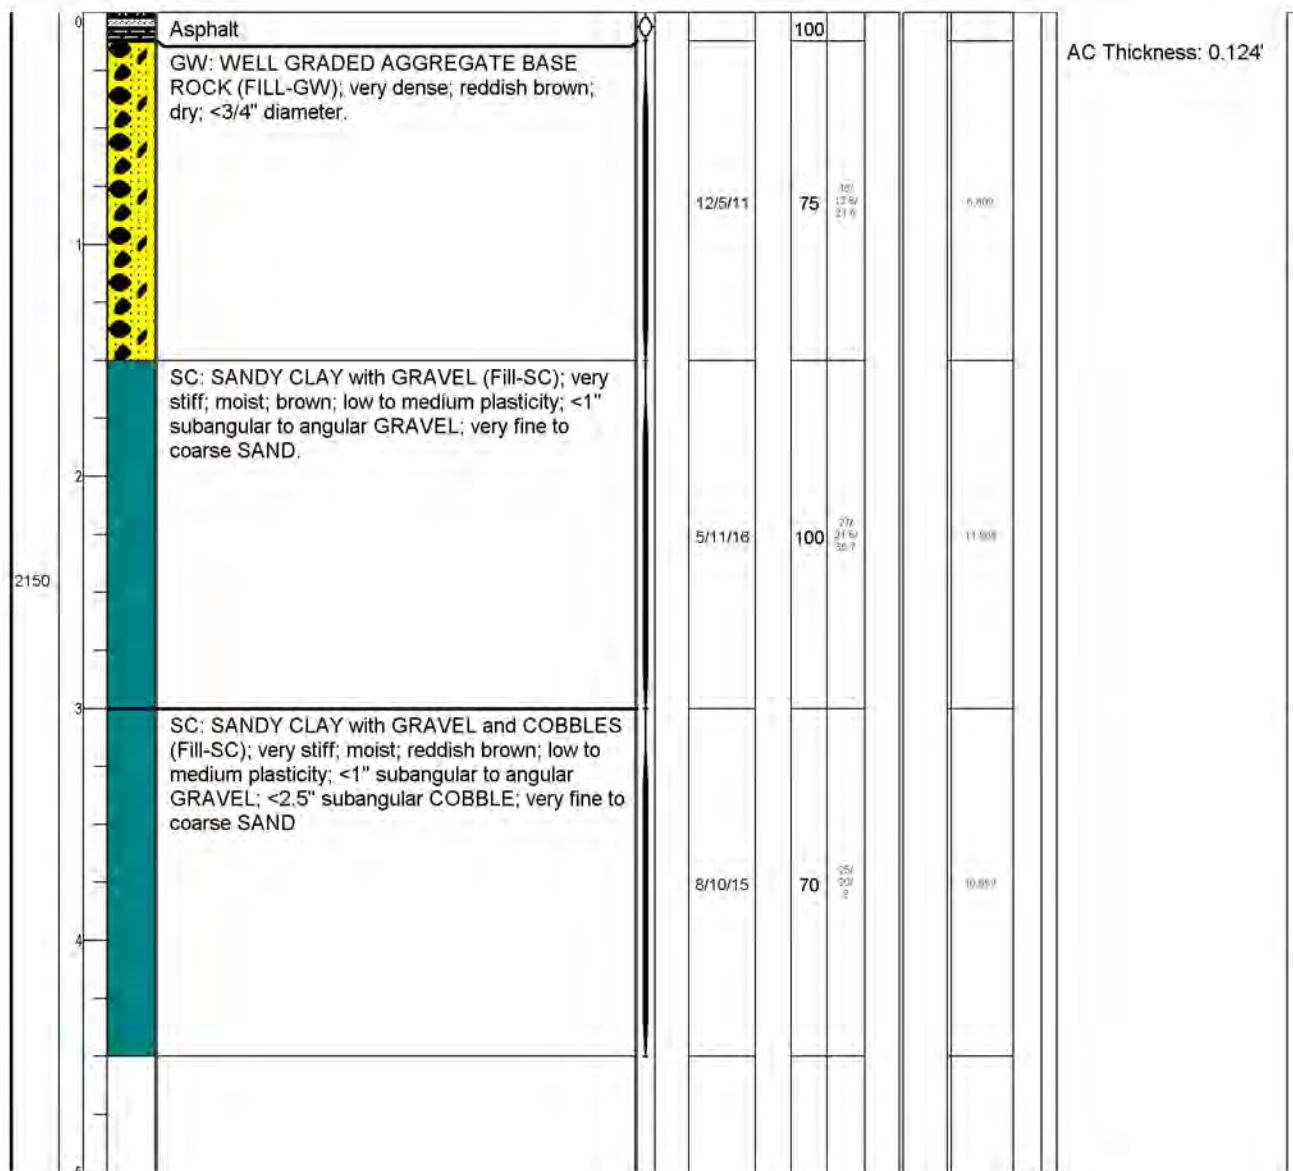 0
Asphalt
100
AC Thickness: 0.124'
GW: WELL GRADED AGGREGATE BASE
ROCK (FILL-GW); very dense; reddish brown;
dry; <3/4" diameter.
12/5/11
75
1
SC: SANDY CLAY with GRAVEL (Fill-SC); very
stiff; moist; brown; low to medium plasticity; <1"
subangular to angular GRAVEL; very fine to
coarse SAND.
2
5/11/16
100
2150
3
SC: SANDY CLAY with GRAVEL and COBBLES
(Fill-SC); very stiff; moist; reddish brown; low to
medium plasticity; <1" subangular to angular
GRAVEL; <2.5" subangular COBBLE; very fine to
coarse SAND
8/10/15
70
4